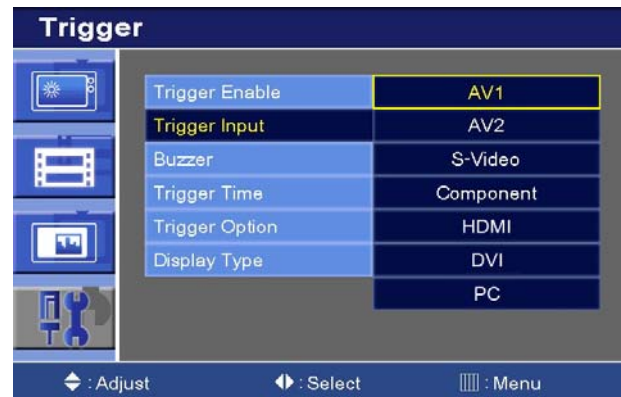 Trigger
Trigger Enable AV1
Trigger Input AV2
Buzzer S-Video
Trigger Time Component
Trigger Option HDMI
Display Type DVI
PC
: Adjust : Select : Menu